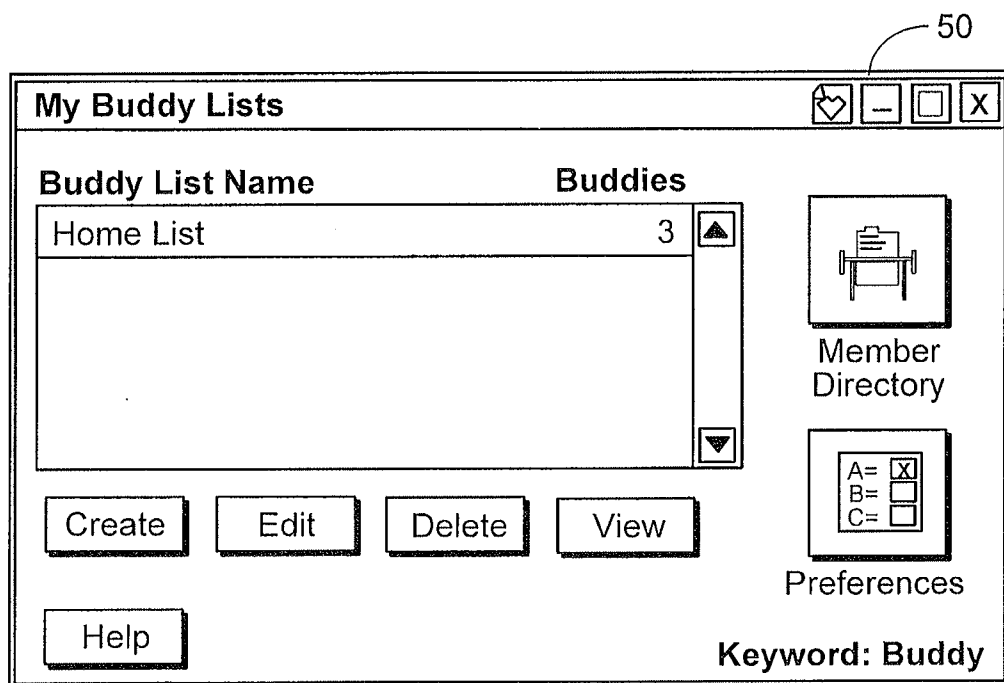 50
My Buddy Lists
Buddy List Name Buddies
Home List 3
Member
Directory
A= X
B=
C=
Preferences
Create Edit Delete View
Help
Keyword: Buddy